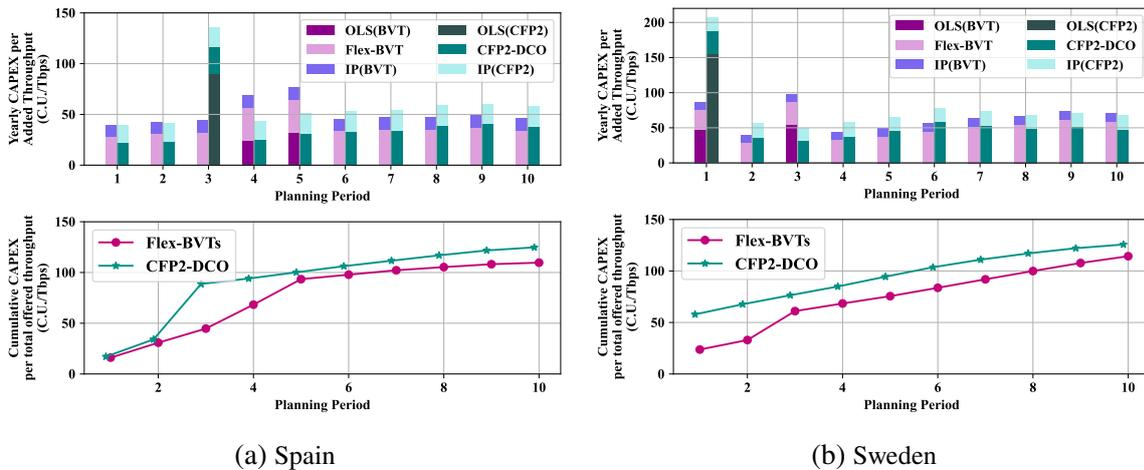 Yearly CAPEX per
Added Throughput
(C.U./Tbps)
150
100
50
0
OLS(BVT)
Flex-BVT
IP(BVT)
OLS(CFP2)
CFP2-DCO
IP(CFP2)
1 2 3 4 5 6 7 8 9 10
Planning Period
Cumulative CAPEX
per total offered throughput
(C.U./Tbps)
150
100
50
0
Flex-BVTs
CFP2-DCO
2 4 6 8 10
Planning Period
(a) Spain
Yearly CAPEX per
Added Throughput
(C.U./Tbps)
200
150
100
50
0
OLS(BVT)
Flex-BVT
IP(BVT)
OLS(CFP2)
CFP2-DCO
IP(CFP2)
1 2 3 4 5 6 7 8 9 10
Planning Period
Cumulative CAPEX
per total offered throughput
(C.U./Tbps)
150
100
50
0
Flex-BVTs
CFP2-DCO
2 4 6 8 10
Planning Period
(b) Sweden